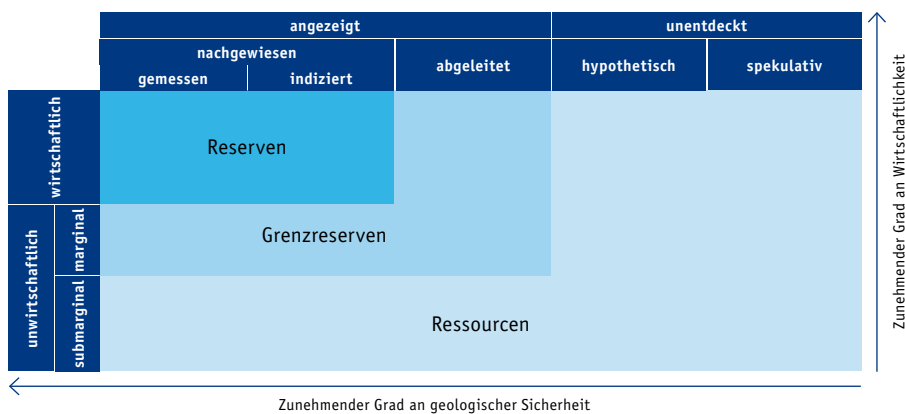 angezeigt
unentdeckt
nachgewiesen
abgeleitet
hypothetisch
spekulativ
gemessen
indiziert
wirtschaftlich
Reserven
unwirtschaftlich
marginal
Grenzreserven
submarginal
Ressourcen
Zunehmender Grad an Wirtschaftlichkeit
Zunehmender Grad an geologischer Sicherheit